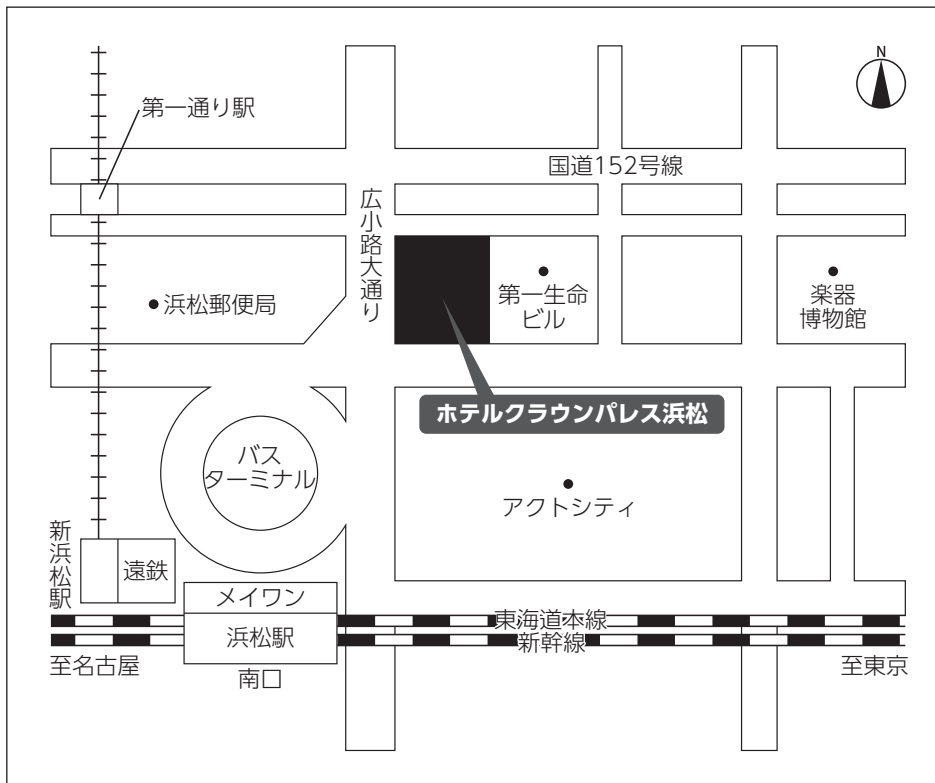 N
第一通り駅
国道152号線
広小路大通り
浜松郵便局
第一生命
ビル
楽器
博物館
ホテルクラウンパレス浜松
バス
ターミナル
アクトシティ
新浜松駅
遠鉄
メイワン
浜松駅
東海道本線
新幹線
至名古屋
南口
至東京